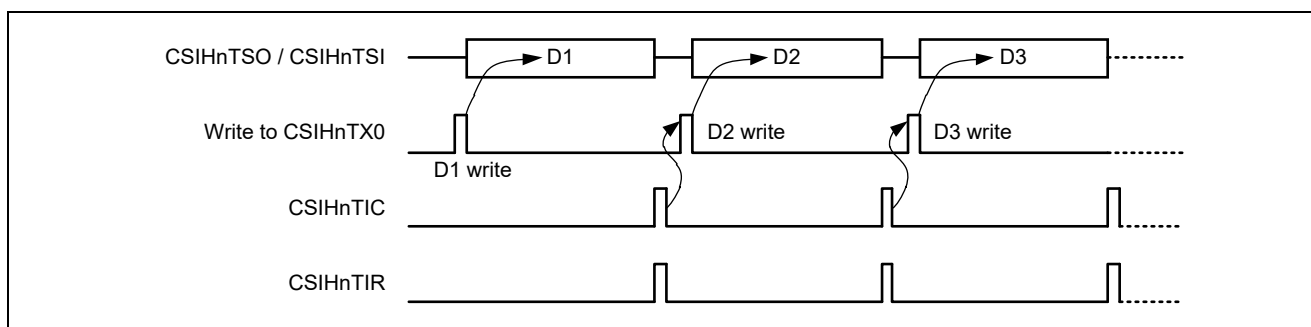 CSIHnTSO / CSIHnTSI
D1
D2
D3
Write to CSIHnTX0
D1 write
D2 write
D3 write
CSIHnTIC
CSIHnTIR